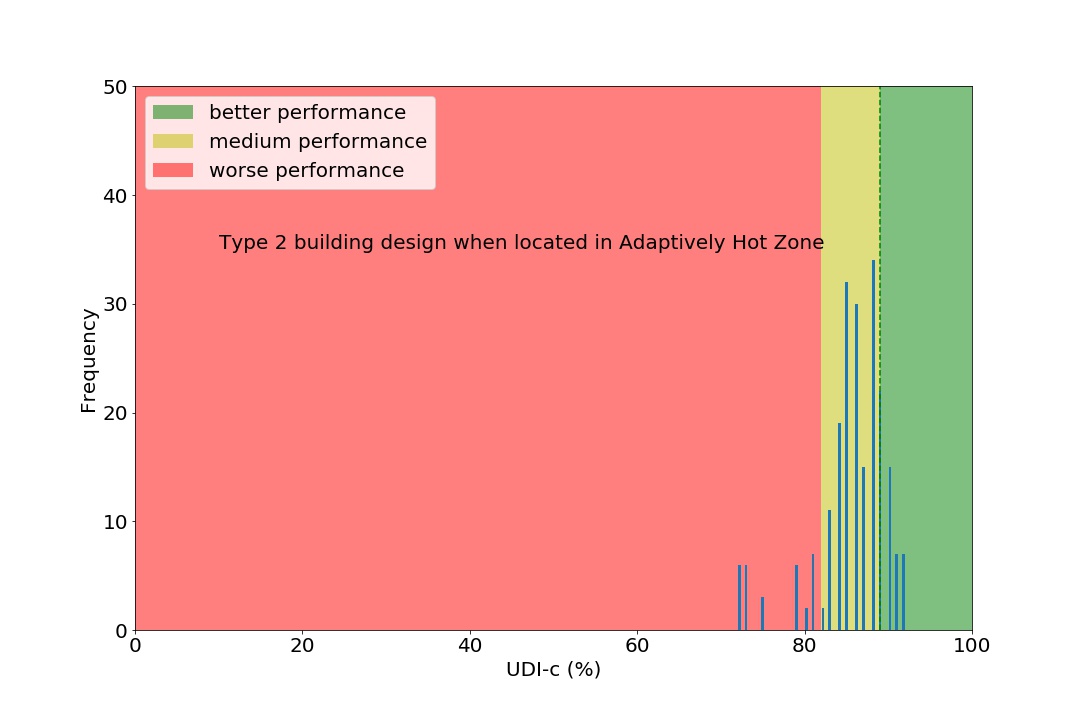 50
better performance
medium performance
worse performance
40
Type 2 building design when located in Adaptively Hot Zone
30
Frequency
20
10
0
0 20 40 60 80 100
UDI-c (%)